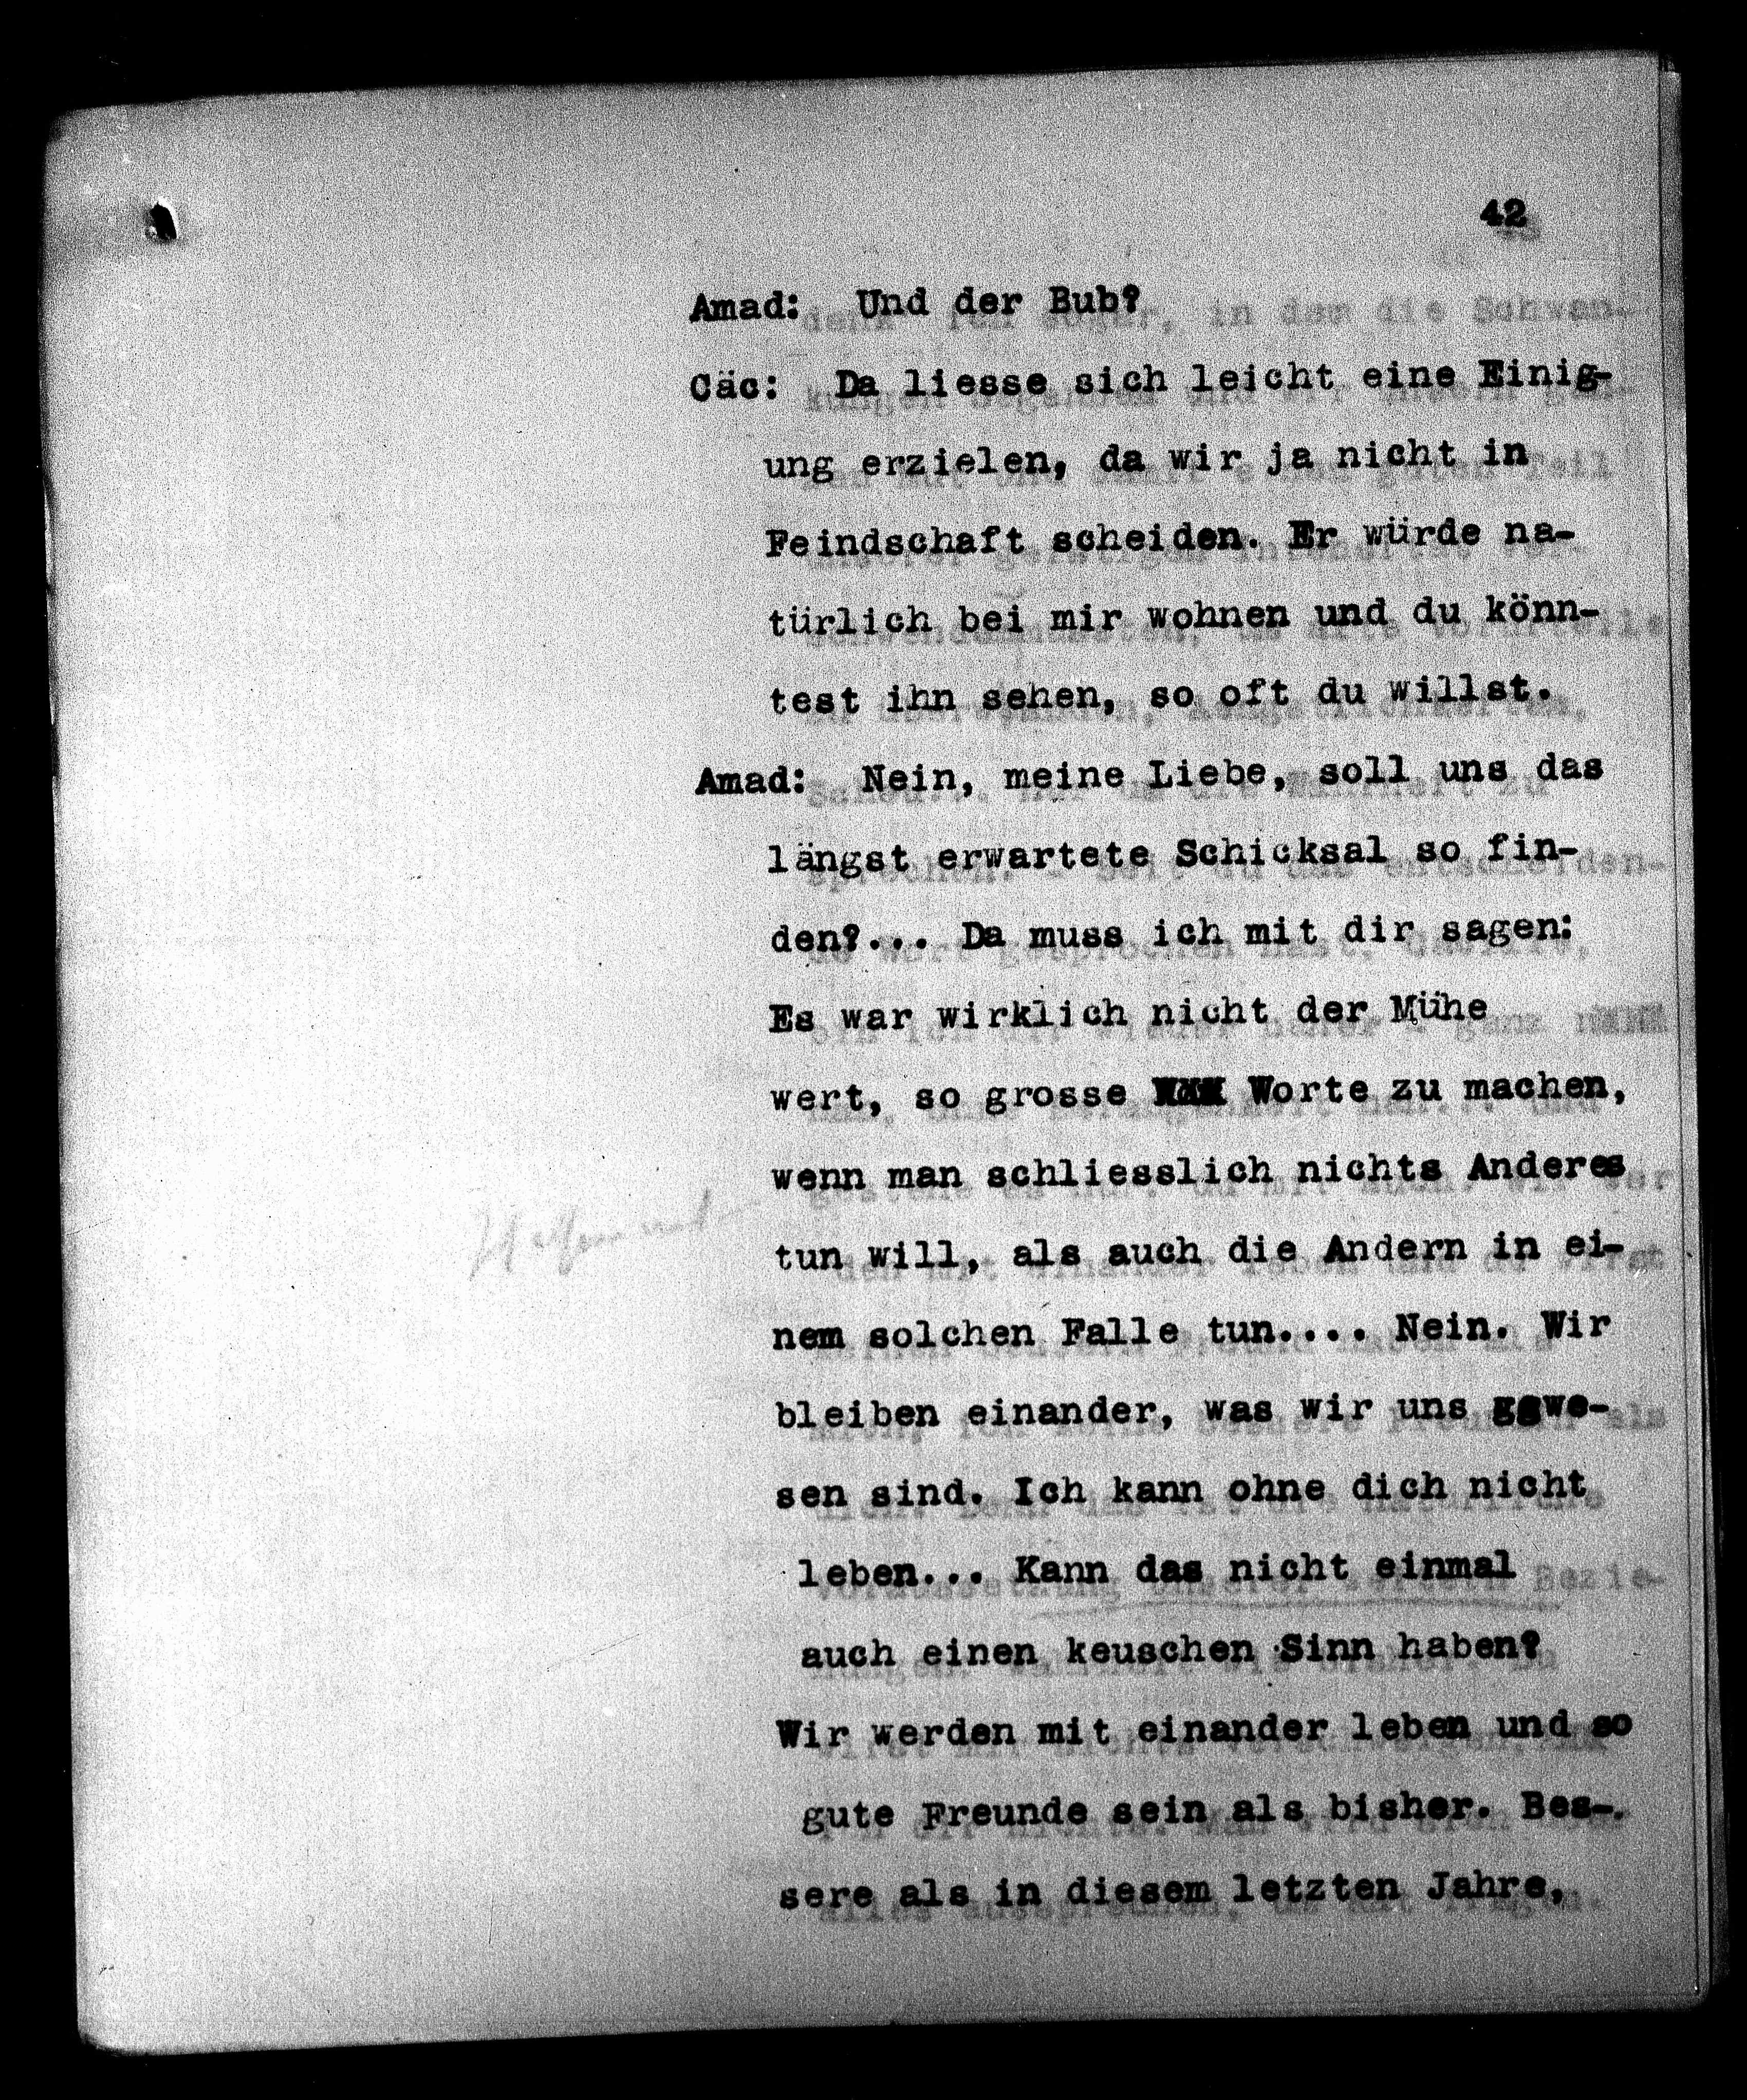 42
Amad: Und der Bub?
Cäc: Da liesse sich leicht eine Einig-
ung erzielen, da wir ja nicht in
Feindschaft scheiden. Er würde na-
türlich bei mir wohnen und du könn-
test ihn sehen, so oft du willst.
Amad: Nein, meine Liebe, soll uns das
längst erwartete Schicksal so fin-
den?... Da muss ich mit dir sagen:
Es war wirklich nicht der Mühe
wert, so grosse Worte zu machen,
wenn man schliesslich nichts Anderes
tun will, als auch die Andern in ei-
nem solchen Falle tun.... Nein. Wir
bleiben einander, was wir uns gewe-
sen sind. Ich kann ohne dich nicht
leben... Kann das nicht einmal
auch einen keuschen Sinn haben?
Wir werden mit einander leben und so
gute Freunde sein als bisher. Bes-
sere als in diesem letzten Jahre,